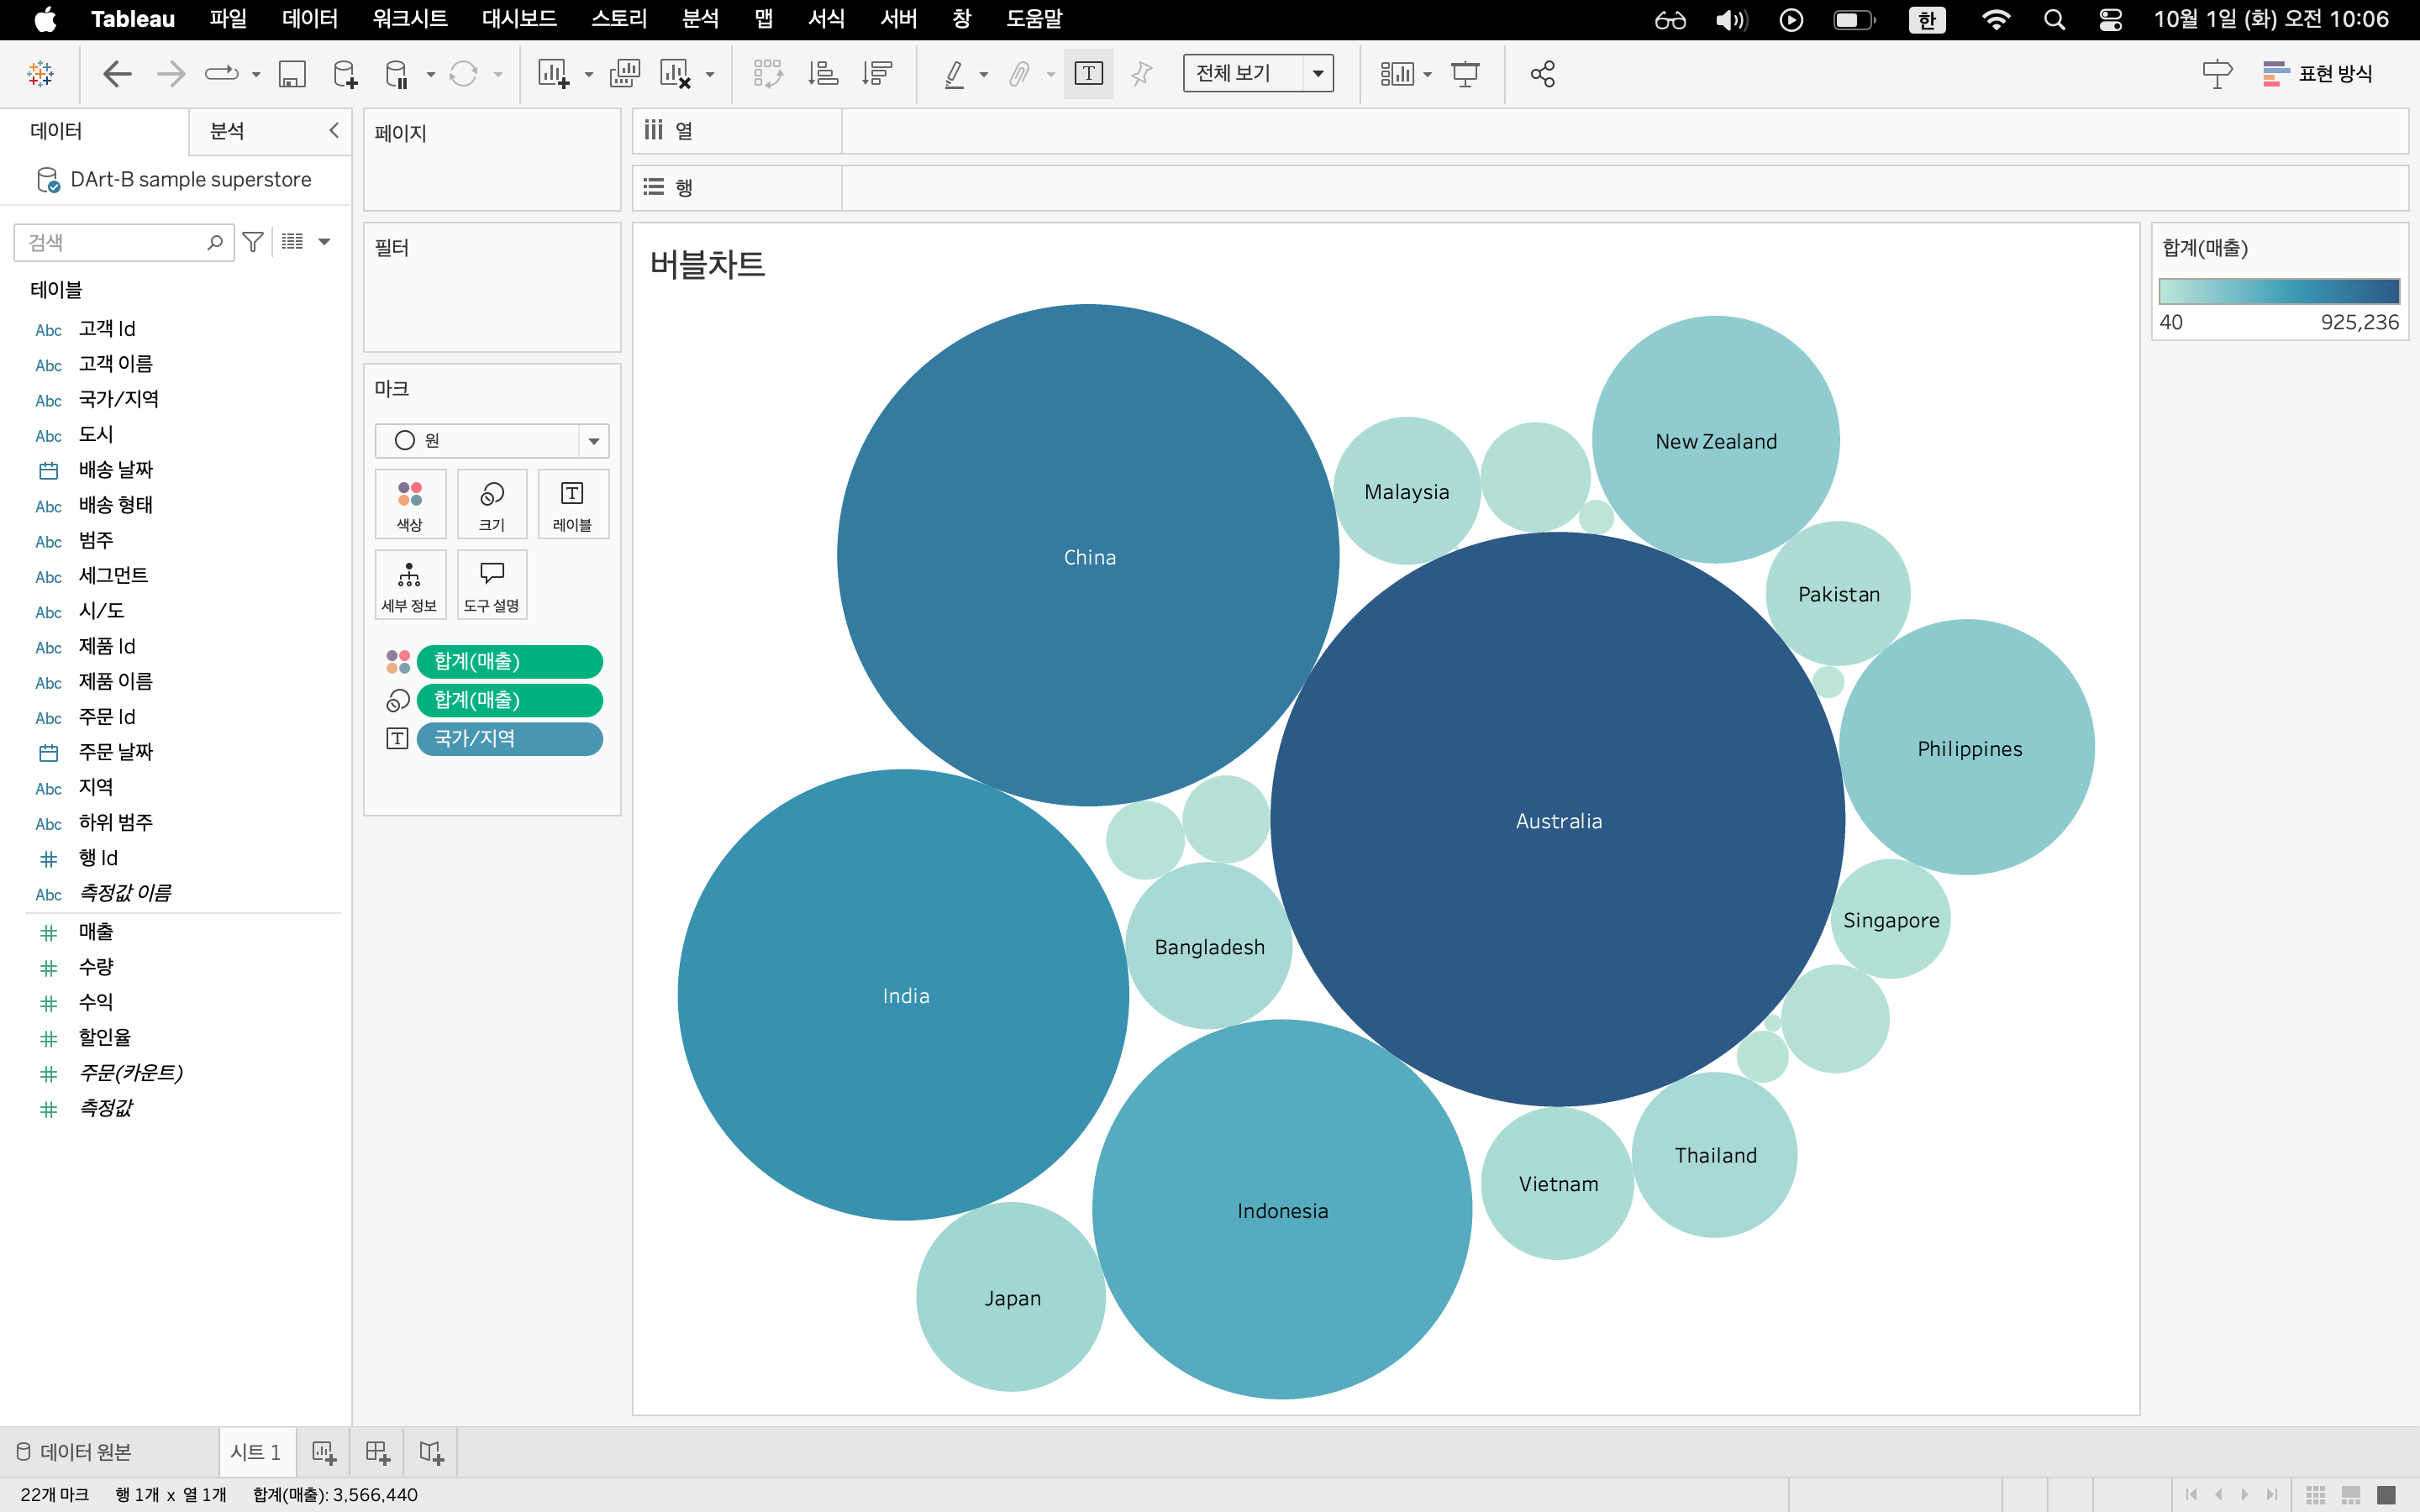 Tableau 파일 데이터 워크시트 대시보드 스토리 분석 맵 서식 서버 창 도움말 한 10월 1일 (화) 오전 10:06
전체 보기 표현 방식
데이터 분석
DArt-B sample superstore
검색
테이블
Abc 고객 Id
Abc 고객 이름
Abc 국가/지역
Abc 도시
배송 날짜
Abc 배송 형태
Abc 범주
Abc 세그먼트
Abc 시/도
Abc 제품 Id
Abc 제품 이름
Abc 주문 Id
주문 날짜
Abc 지역
Abc 하위 범주
행 Id
Abc 측정값 이름
매출
수량
수익
할인율
주문(카운트)
측정값
페이지
필터
마크
원
색상 크기 레이블
세부 정보 도구 설명
합계(매출)
합계(매출)
국가/지역
열
행
버블차트
China
Malaysia
New Zealand
Pakistan
Philippines
Australia
Singapore
Bangladesh
India
Indonesia
Vietnam
Thailand
Japan
합계(매출)
40 925,236
데이터 원본 시트 1
22개 마크 행 1개 x 열 1개 합계(매출): 3,566,440